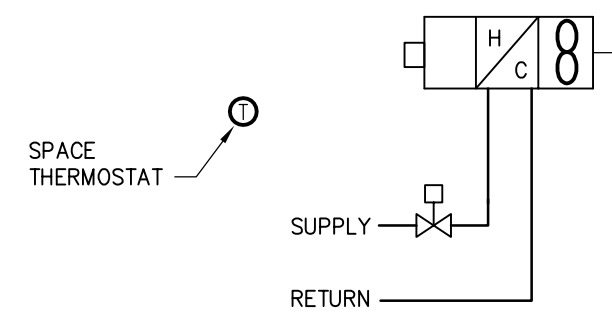 H
C
T
SPACE
THERMOSTAT
SUPPLY
RETURN